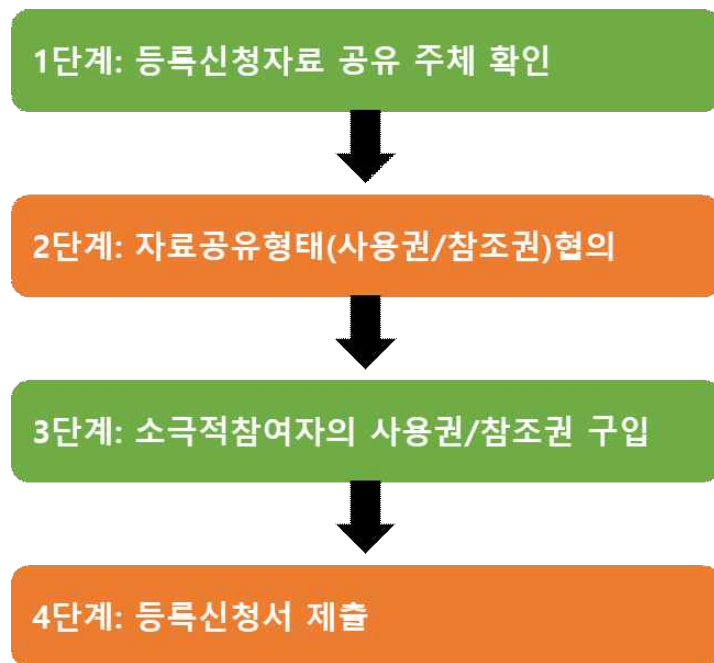 1단계: 등록신청자료 공유 주체 확인
2단계: 자료공유형태(사용권/참조권)협의
3단계: 소극적참여자의 사용권/참조권 구입
4단계: 등록신청서 제출